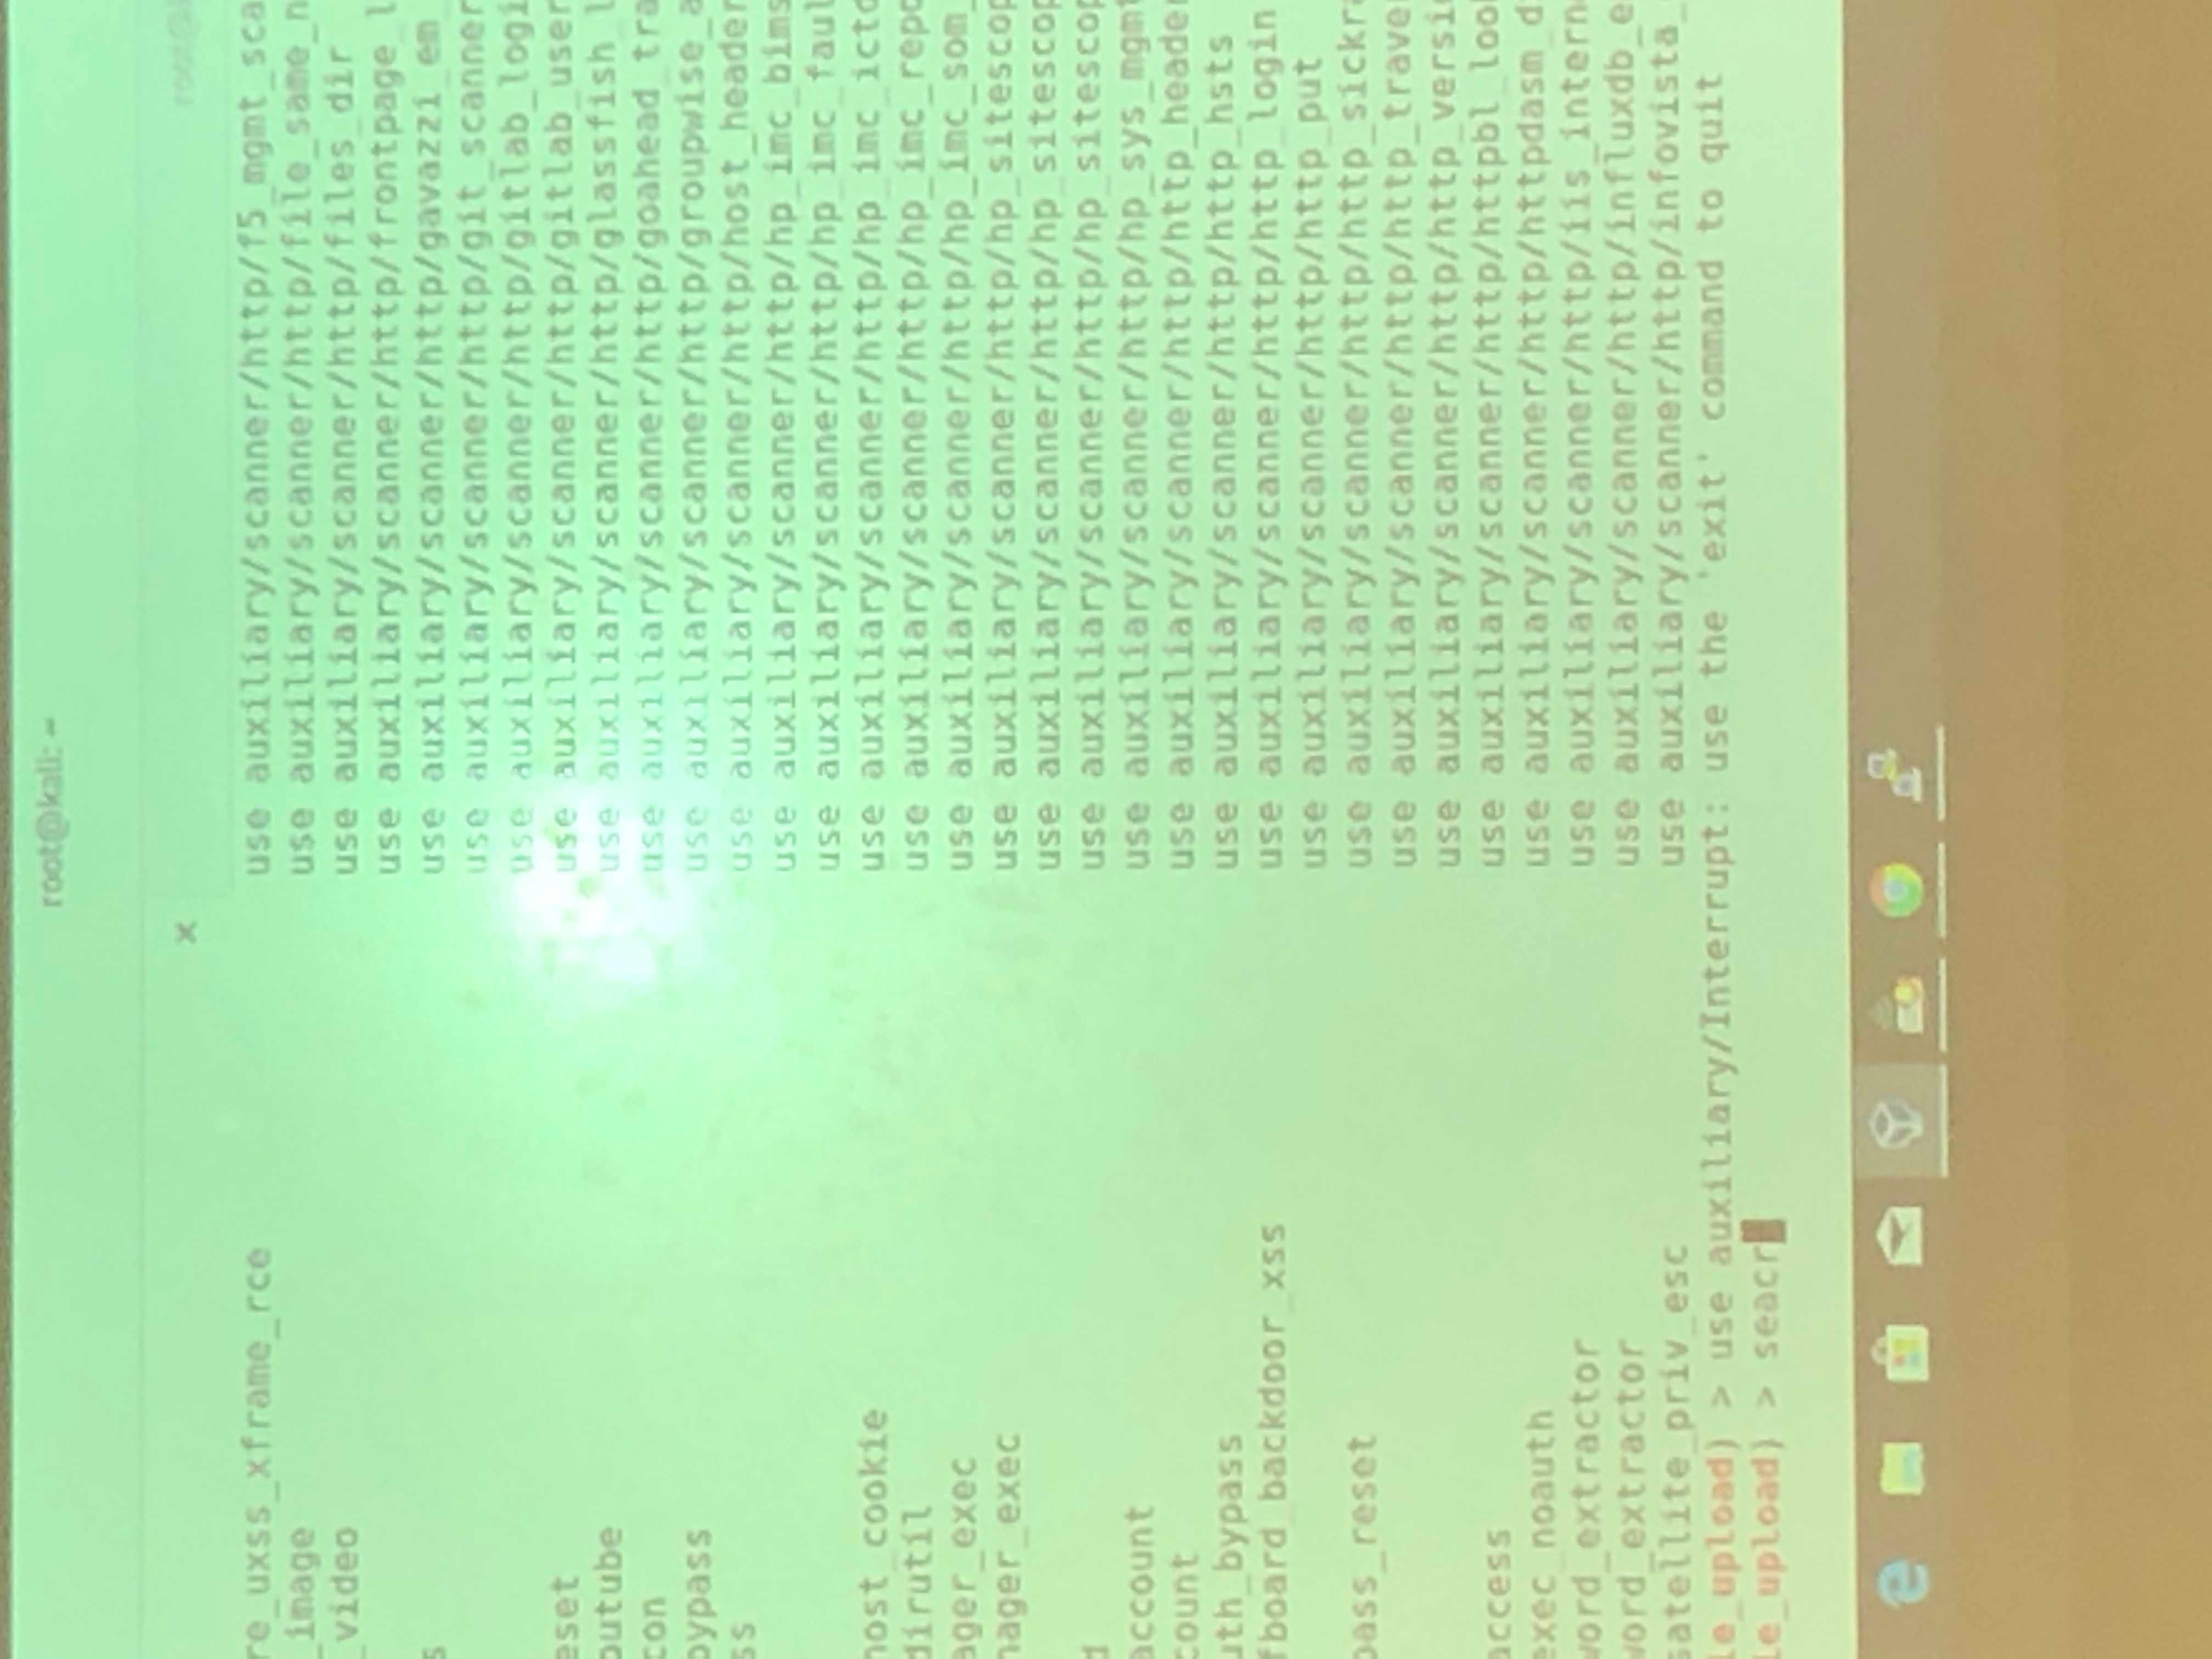 root@kali: ~
x
re_uxss_xframe_rce use auxiliary/scanner/http/f5_mgmt_sca
_image use auxiliary/scanner/http/file_same_n
_video use auxiliary/scanner/http/files_dir
use auxiliary/scanner/http/frontpage_l
s use auxiliary/scanner/http/gavazzi_em_
use auxiliary/scanner/http/git_scanner
use auxiliary/scanner/http/gitlab_logi
eset use auxiliary/scanner/http/gitlab_user
outube use auxiliary/scanner/http/glassfish_l
con use auxiliary/scanner/http/goahead_tra
bypass use auxiliary/scanner/http/groupwise_a
ss use auxiliary/scanner/http/host_header
use auxiliary/scanner/http/hp_imc_bims
use auxiliary/scanner/http/hp_imc_faul
host_cookie use auxiliary/scanner/http/hp_imc_ictd
dirutil use auxiliary/scanner/http/hp_imc_repo
ager_exec use auxiliary/scanner/http/hp_imc_som_
nager_exec use auxiliary/scanner/http/hp_sitescop
use auxiliary/scanner/http/hp_sitescop
d use auxiliary/scanner/http/hp_sitescop
account use auxiliary/scanner/http/hp_sys_mgmt
count use auxiliary/scanner/http/http_header
uth_bypass use auxiliary/scanner/http/http_hsts
fboard_backdoor_xss use auxiliary/scanner/http/http_login
use auxiliary/scanner/http/http_put
pass_reset use auxiliary/scanner/http/http_sickra
use auxiliary/scanner/http/http_traver
use auxiliary/scanner/http/http_versio
access use auxiliary/scanner/http/httpbl_look
exec_noauth use auxiliary/scanner/http/httpdasm_d
word_extractor use auxiliary/scanner/http/iis_interna
word_extractor use auxiliary/scanner/http/influxdb_e
satellite_priv_esc use auxiliary/scanner/http/infovista_
le_upload) > use auxiliary/Interrupt: use the 'exit' command to quit
le_upload) > seacr